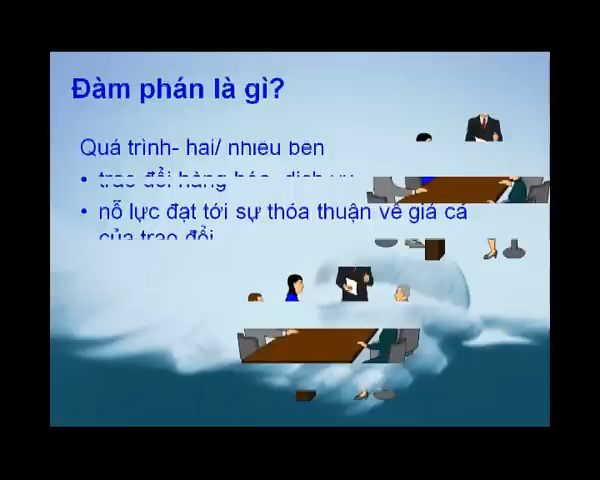 Đàm phán là gì?
Quá trình- hai/ nhiều bên
• trao đổi hàng hóa, dịch vụ
• nỗ lực đạt tới sự thóa thuận về giá cả
của trao đổi